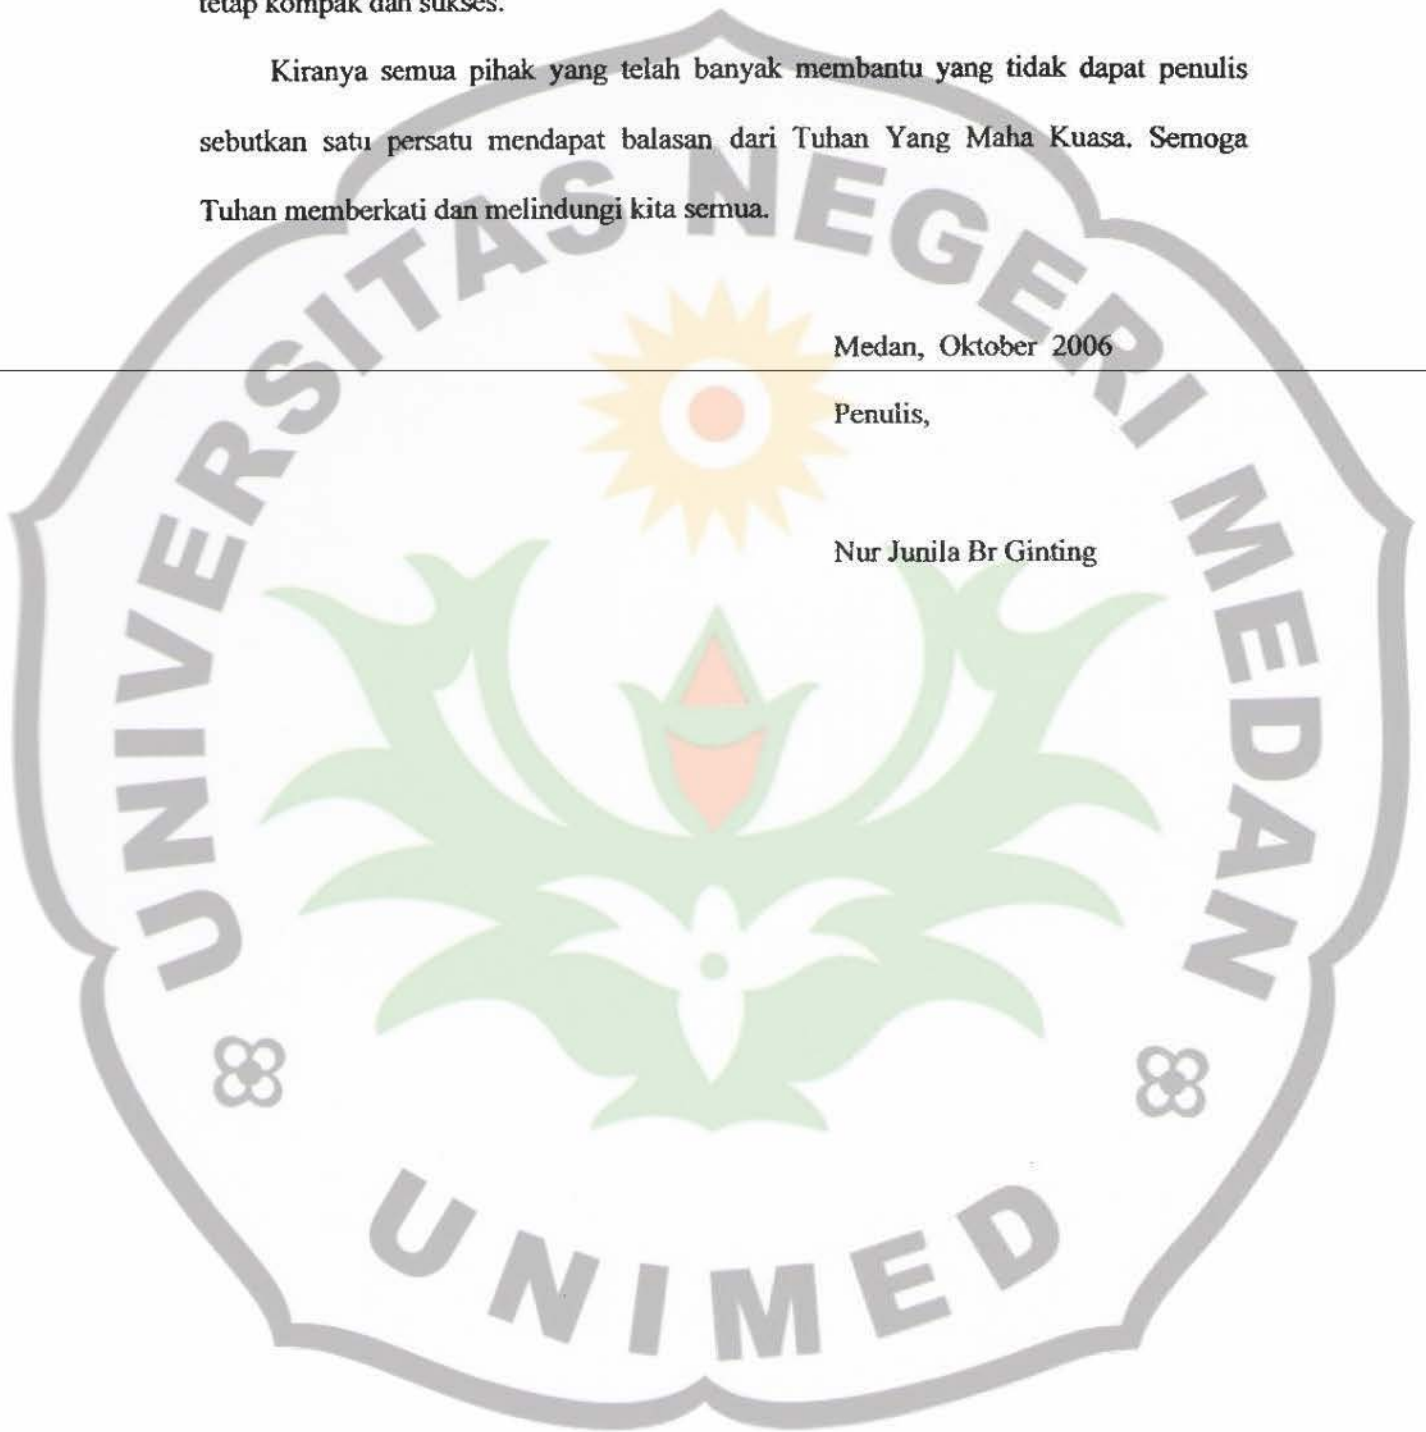 tetap kompak dan sukses.
Kiranya semua pihak yang telah banyak membantu yang tidak dapat penulis
sebutkan satu persatu mendapat balasan dari Tuhan Yang Maha Kuasa. Semoga
Tuhan memberkati dan melindungi kita semua.
Medan, Oktober 2006
Penulis,
Nur Junila Br Ginting
UNIVERSITAS NEGERI MEDAN
UNIMED